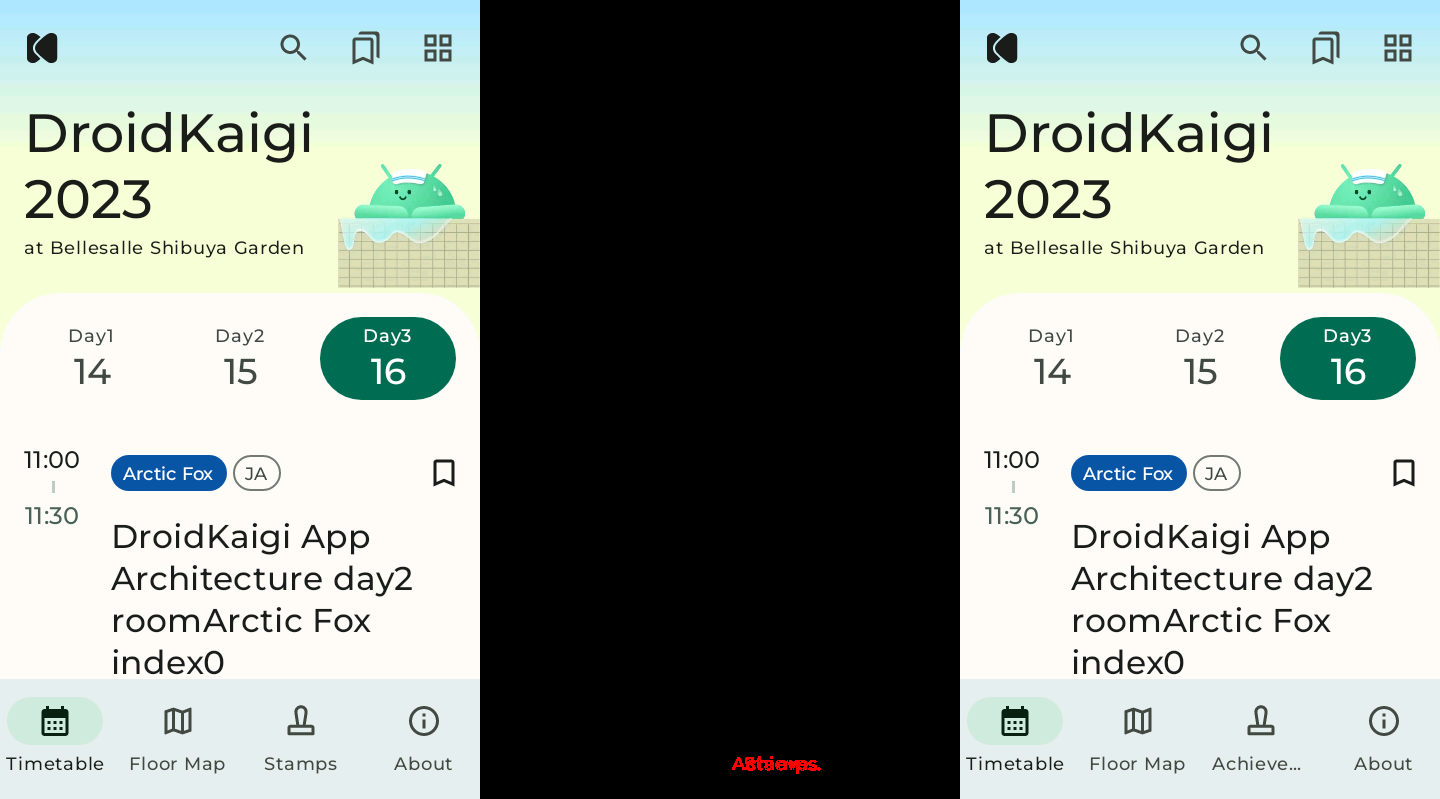 DroidKaigi
2023
at Bellesalle Shibuya Garden
Day1
14
Day2
15
Day3
16
11:00
11:30
Arctic Fox
JA
DroidKaigi App
Architecture day2
roomArctic Fox
index0
Timetable
Floor Map
Stamps
About
DroidKaigi
2023
at Bellesalle Shibuya Garden
Day1
14
Day2
15
Day3
16
11:00
11:30
Arctic Fox
JA
DroidKaigi App
Architecture day2
roomArctic Fox
index0
Timetable
Floor Map
Achieve...
About